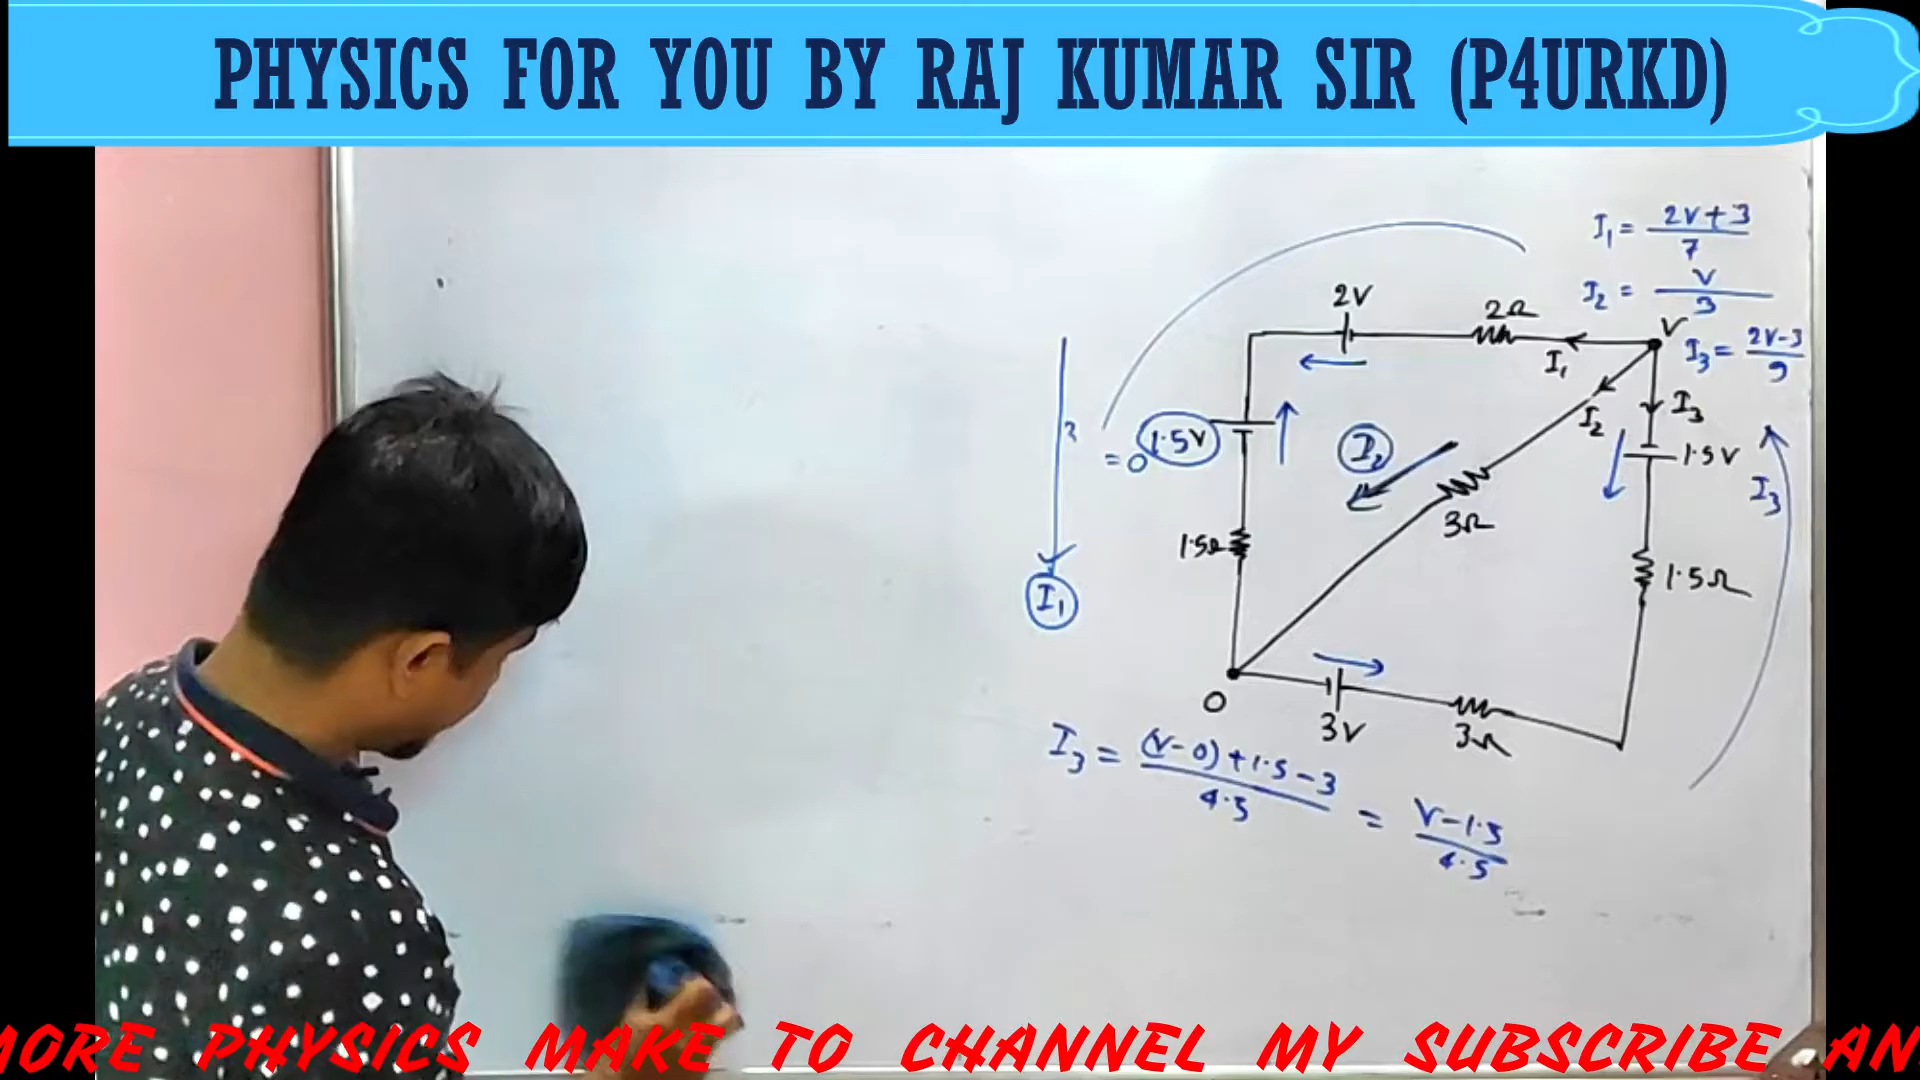 PHYSICS FOR YOU BY RAJ KUMAR SIR (P4URKD)
I₁ = (2V+3)/7
I₂ = V/3
I₃ = (2V-3)/9
2V
2Ω
V
I₁
I₂
I₃
= 0
1.5V
I₂
1.5V
I₃
3Ω
1.5Ω
1.5Ω
I₁
O
3V
3Ω
I₃ = ((V-0)+1.5-3)/4.5 = (V-1.5)/4.5
MORE PHYSICS MAKE TO CHANNEL MY SUBSCRIBE AN